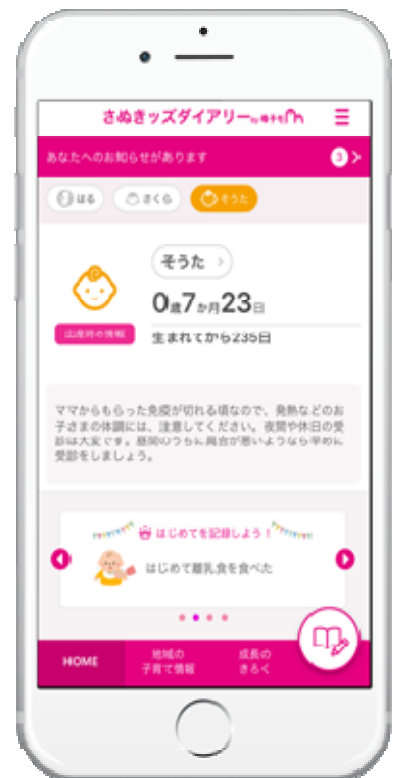 さぬきッズダイアリー by 母子モ
あなたへのお知らせがあります 3
はる さくら そうた
そうた
0歳7か月23日
出産時の情報
生まれてから235日
ママからもらった免疫が切れる頃なので、発熱などのお
子さまの体調には、注意してください。夜間や休日の受
診は大変です。昼間のうちに具合が悪いようなら早めに
受診をしましょう。
はじめてを記録しよう!
はじめて離乳食を食べた
HOME
地域の
子育て情報
成長の
きろく